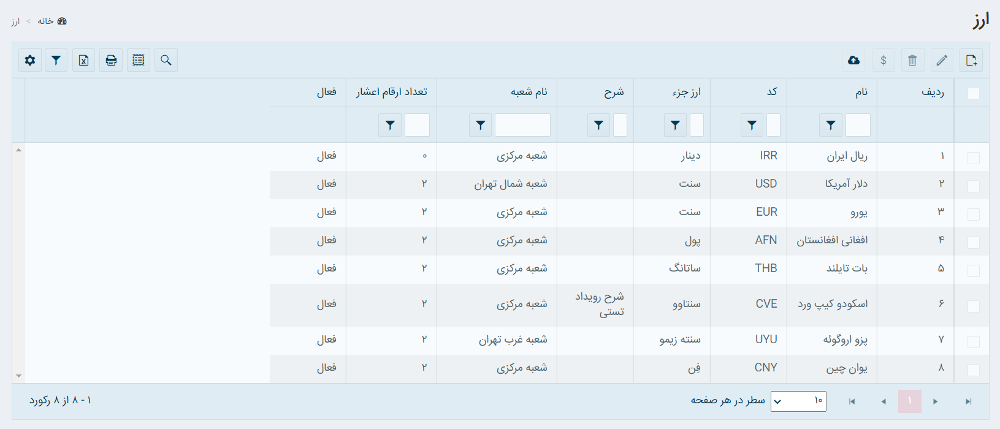 ارز
خانه > ارز
$
ردیف نام کد ارز جزء شرح نام شعبه تعداد ارقام اعشار فعال
۱ ریال ایران IRR دینار شعبه مرکزی ۰ فعال
۲ دلار آمریکا USD سنت شعبه شمال تهران ۲ فعال
۳ یورو EUR سنت شعبه مرکزی ۲ فعال
۴ افغانی افغانستان AFN پول شعبه مرکزی ۲ فعال
۵ بات تایلند THB ساتانگ شعبه مرکزی ۲ فعال
۶ اسکودو کیپ ورد CVE سنتاوو شرح رویداد تستی شعبه مرکزی ۲ فعال
۷ پزو اروگوئه UYU سنته زیمو شعبه غرب تهران ۲ فعال
۸ یوان چین CNY فِن شعبه مرکزی ۲ فعال
۱ ۱۰ سطر در هر صفحه ۱ - ۸ از ۸ رکورد